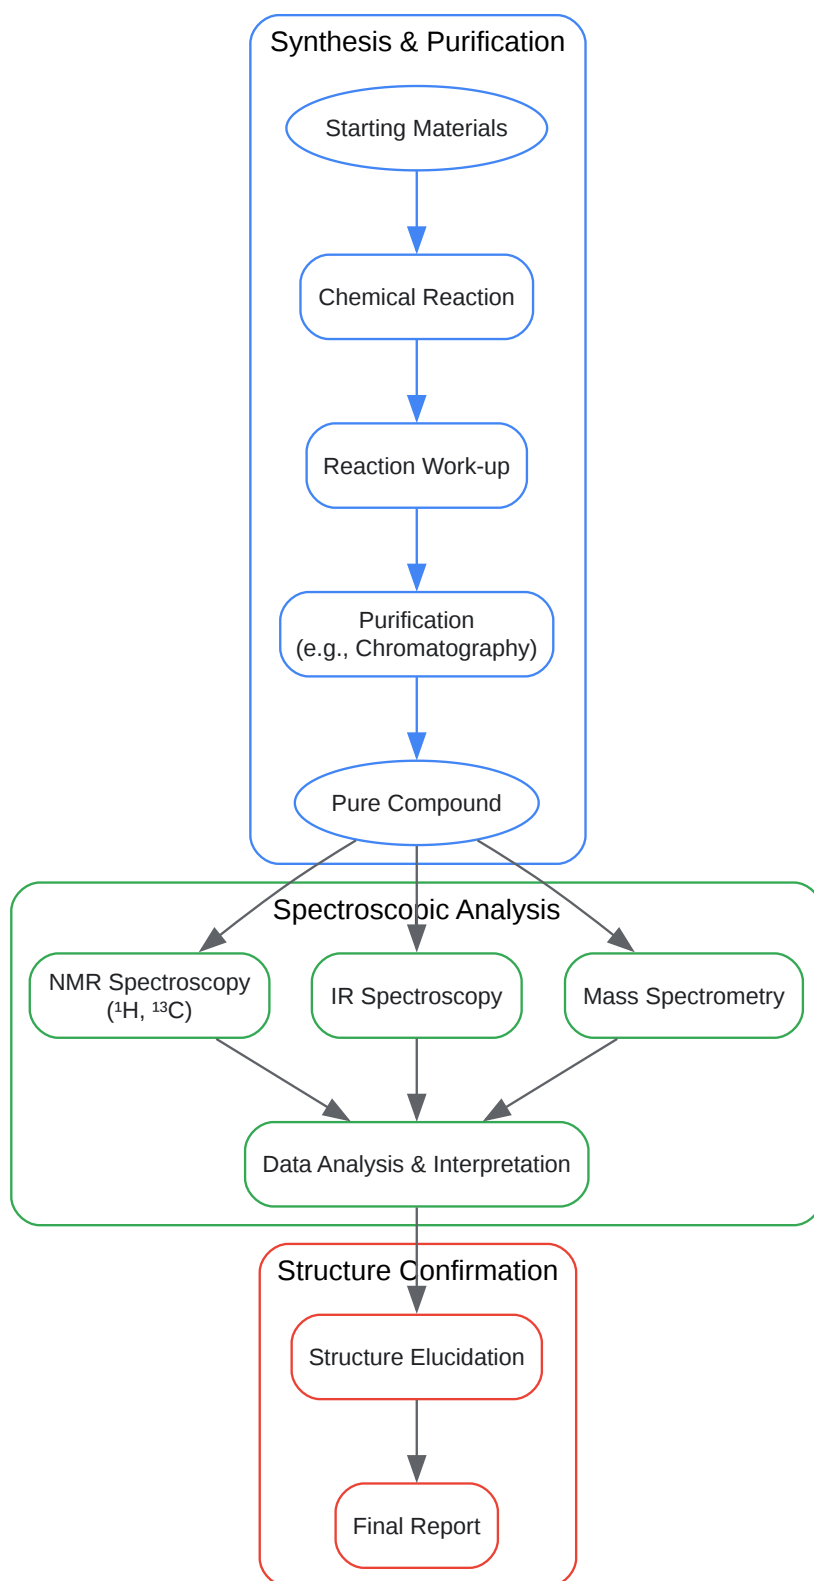 Synthesis & Purification
Starting Materials
Chemical Reaction
Reaction Work-up
Purification
(e.g., Chromatography)
Pure Compound
Spectroscopic Analysis
NMR Spectroscopy
(¹H, ¹³C)
IR Spectroscopy
Mass Spectrometry
Data Analysis & Interpretation
Structure Confirmation
Structure Elucidation
Final Report